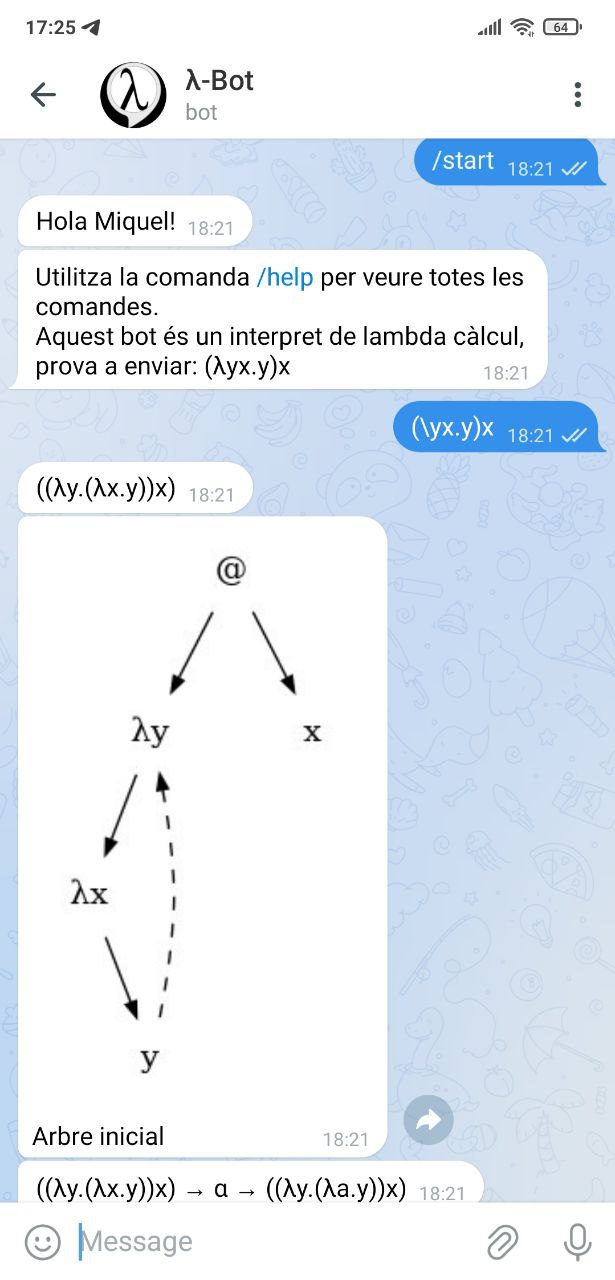 17:25
64
λ
λ-Bot
bot
/start 18:21
Hola Miquel! 18:21
Utilitza la comanda /help per veure totes les
comandes.
Aquest bot és un interpret de lambda càlcul,
prova a enviar: (λyx.y)x 18:21
(\yx.y)x 18:21
((λy.(λx.y))x) 18:21
@
λy x
λx
y
Arbre inicial 18:21
((λy.(λx.y))x) → α → ((λy.(λa.y))x) 18:21
Message